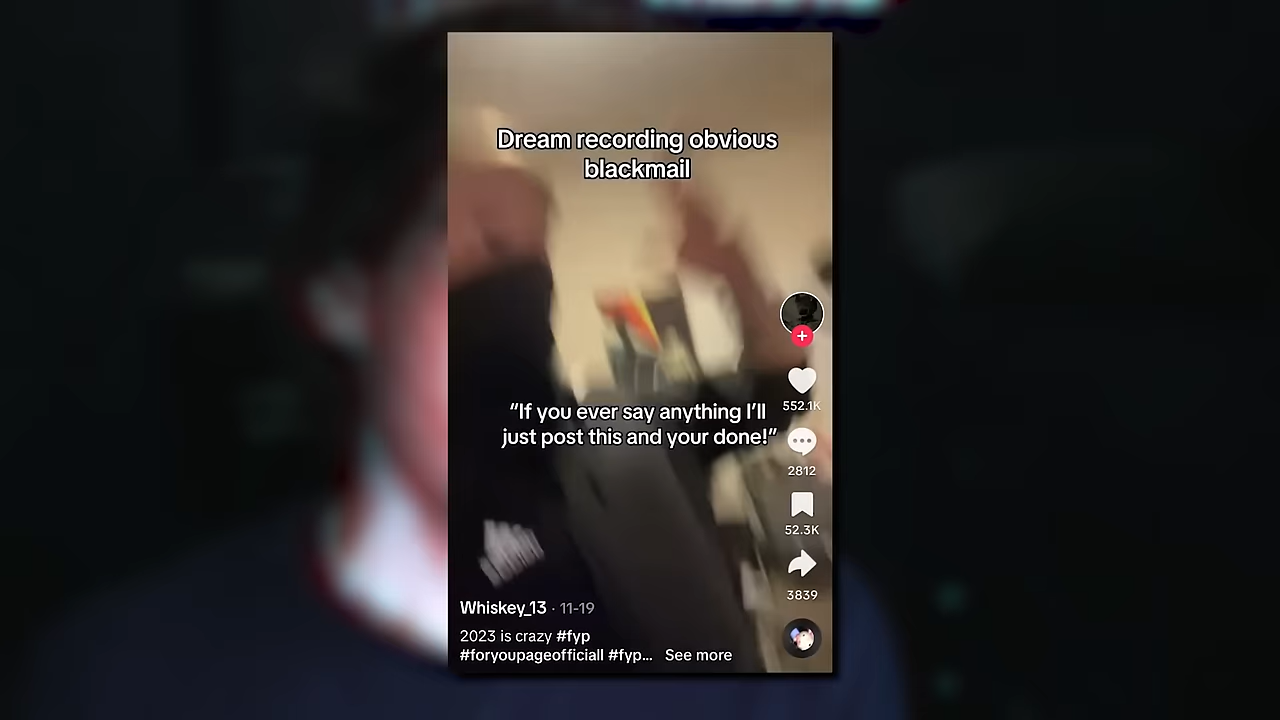 Dream recording obvious
blackmail
“If you ever say anything I’ll
just post this and your done!”
552.1K
2812
52.3K
3839
Whiskey_13 · 11-19
2023 is crazy #fyp
#foryoupageofficiall #fyp... See more